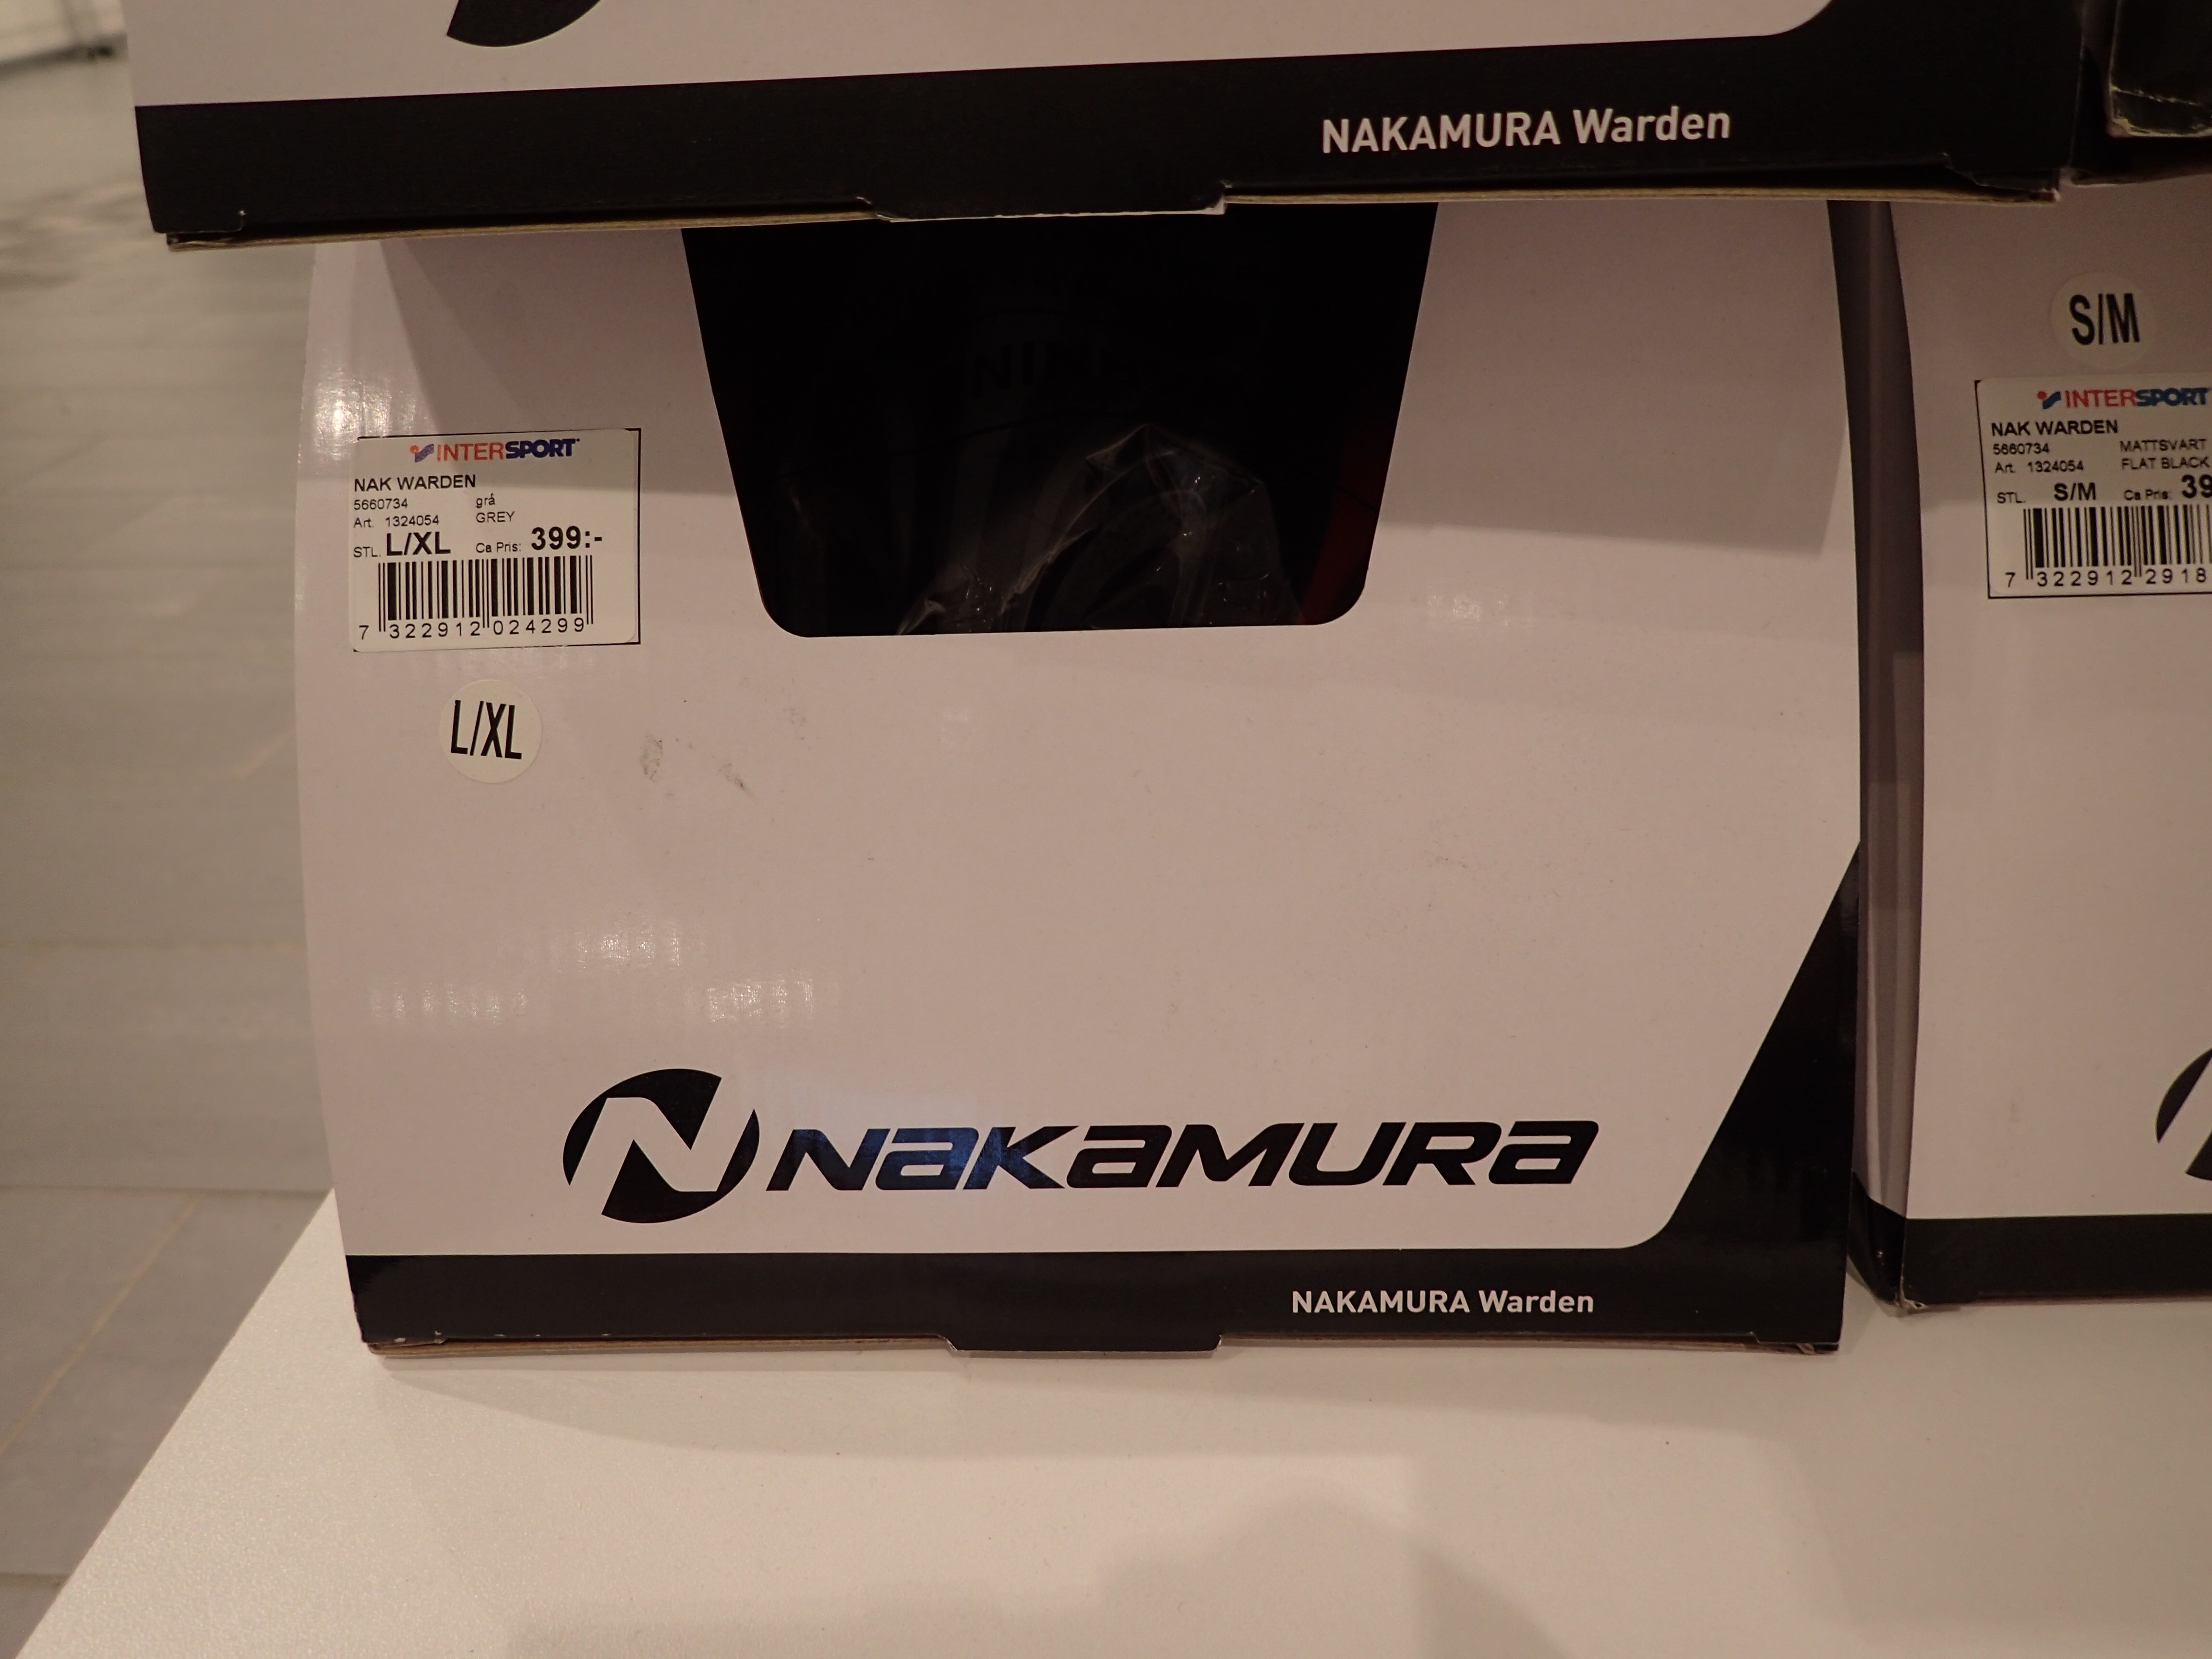 NAKAMURA Warden
INTERSPORT
NAK WARDEN
5660734 grå
Art. 1324054 GREY
STL. L/XL Ca Pris: 399:-
7 322912 024299
L/XL
NAKAMURA
NAKAMURA Warden
S/M
INTERSPORT
NAK WARDEN
5660734 MATTSVART
Art. 1324054 FLAT BLACK
STL. S/M Ca Pris: 39
7 322912 2918